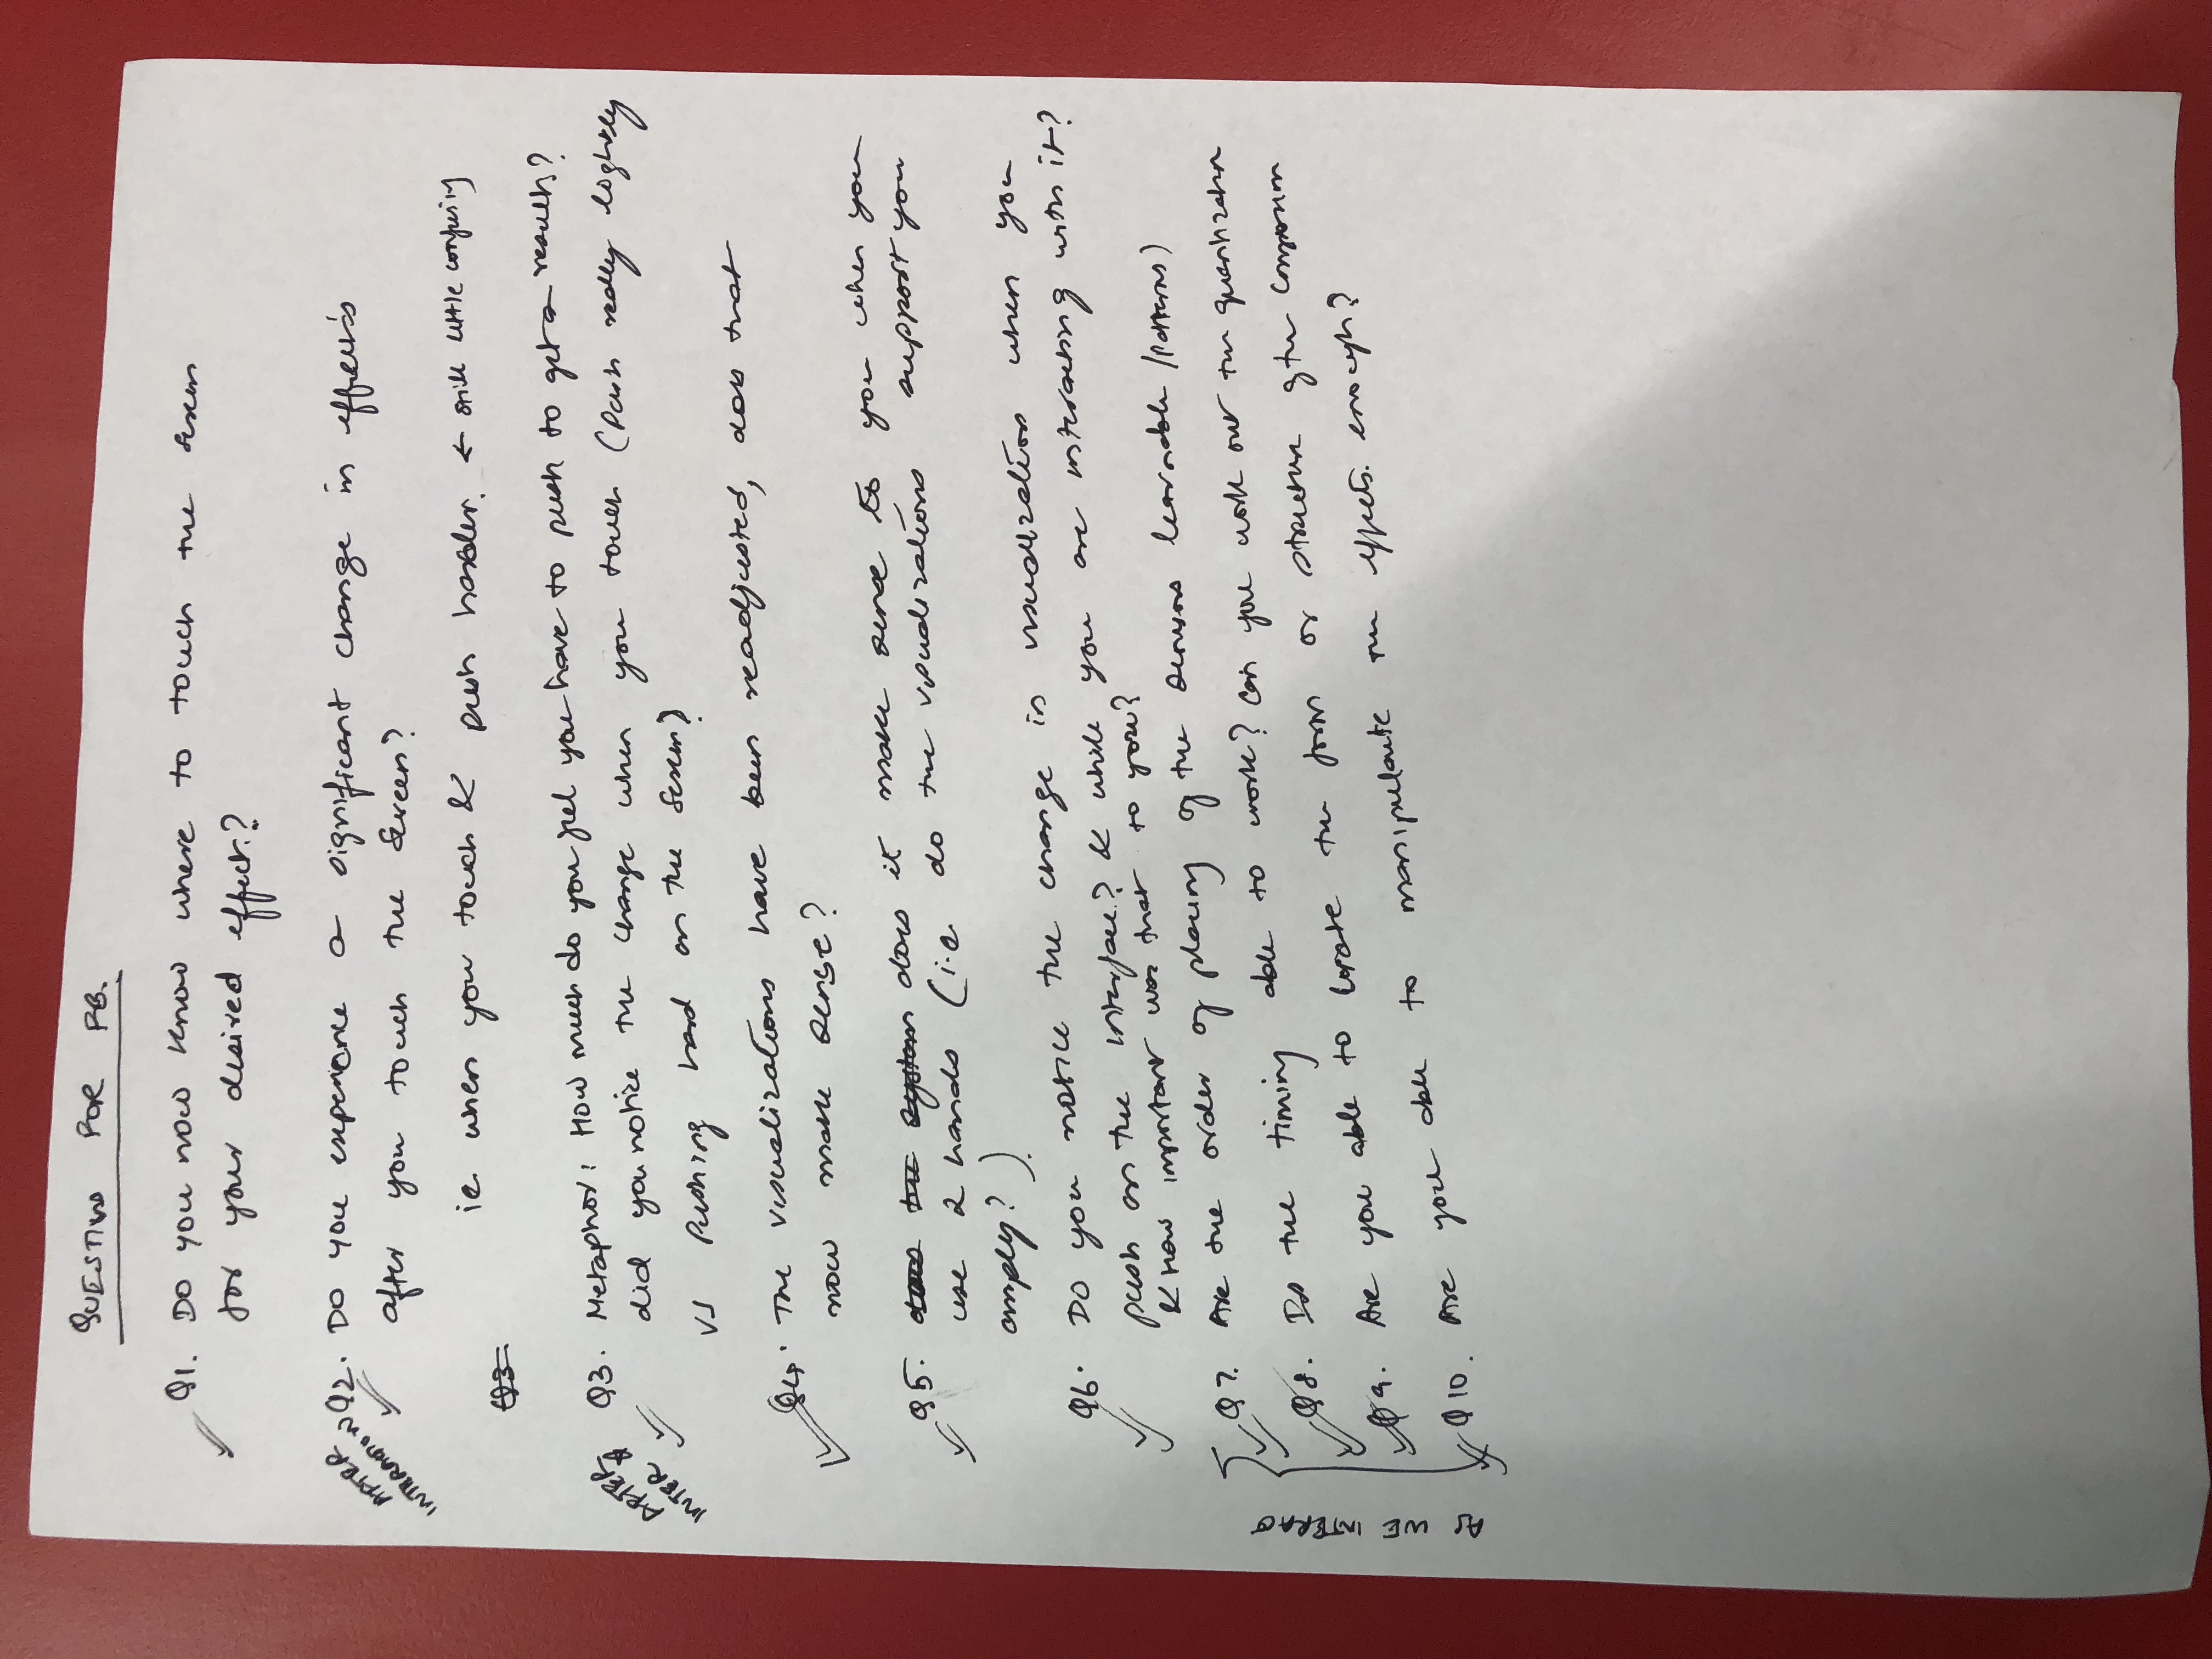 QUESTIONS FOR FB.
Q1. Do you now know where to touch the screen
for your desired effect.?
AFTER
INTERACTION
Q2. Do you experience a significant change in effects
after you touch the screen?
ie. when you touch & push harder. ← still little confusing
Q3
AFTER
INTER
Q3. Metaphor: How much do you feel you have to push to get a results?
did you notice the change when you touch (Push really lightly
vs Pushing hard on the screen?
Q4. The visualizations have been readjusted, does that
now make sense?
Q5. does the system does it make sense to you when you
use 2 hands (i.e. do the visualizations support you
amply?).
Q6. Do you notice the change in visualization when you
push on the interface? & while you are interacting with it?
& how important was that to you?
AS WE INTERACT
Q7. Are the order of placing of the sensors learnable /Patterns)
Q8. Is the timing able to work? Can you work out the quantization
Q9. Are you able to locate the form or structure of the composition
Q10. Are you able to manipulate the effects. enough?